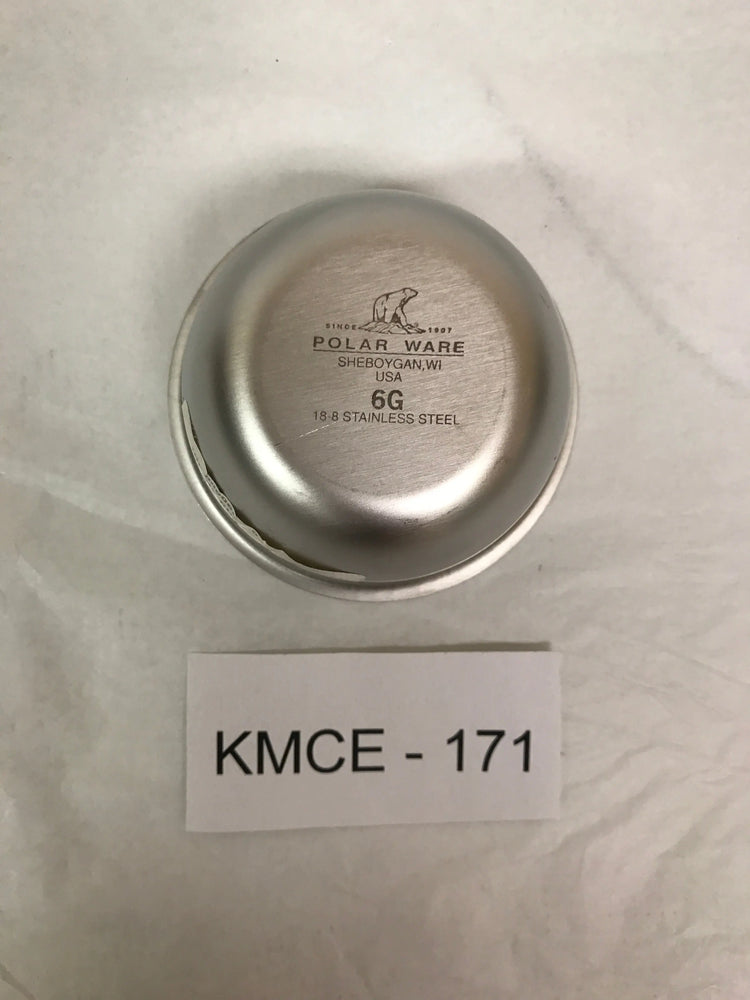 SINCE 1907
POLAR WARE
SHEBOYGAN,WI
USA
6G
18-8 STAINLESS STEEL
KMCE - 171